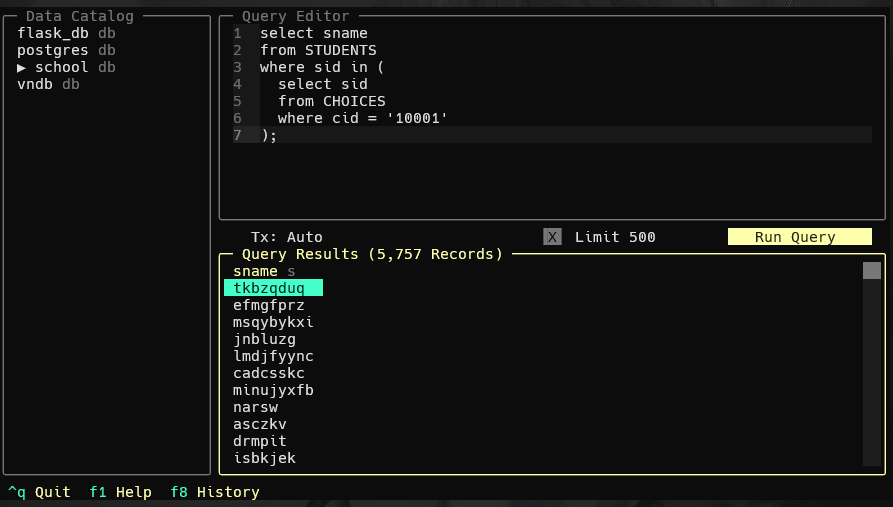 Data Catalog
flask_db db
postgres db
▶ school db
vndb db
Query Editor
1 select sname
2 from STUDENTS
3 where sid in (
4   select sid
5   from CHOICES
6   where cid = '10001'
7 );
Tx: Auto X Limit 500 Run Query
Query Results (5,757 Records)
sname s
tkbzqduq
efmgfprz
msqybykxi
jnbluzg
lmdjfyync
cadcsskc
minujyxfb
narsw
asczkv
drmpit
isbkjek
^q Quit f1 Help f8 History